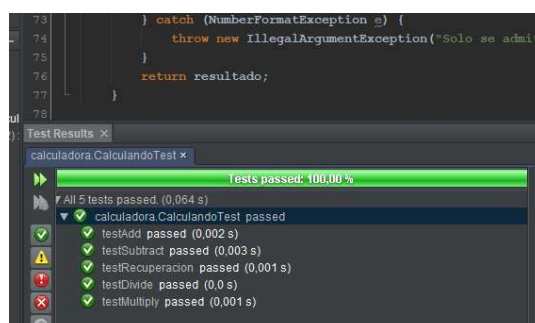 73 } catch (NumberFormatException e) {
74 throw new IllegalArgumentException("Solo se admi
75 }
76 return resultado;
77 }
78
Test Results ×
calculadora.CalculandoTest ×
Tests passed: 100,00 %
All 5 tests passed. (0,064 s)
calculadora.CalculandoTest passed
testAdd passed (0,002 s)
testSubtract passed (0,003 s)
testRecuperacion passed (0,001 s)
testDivide passed (0,0 s)
testMultiply passed (0,001 s)